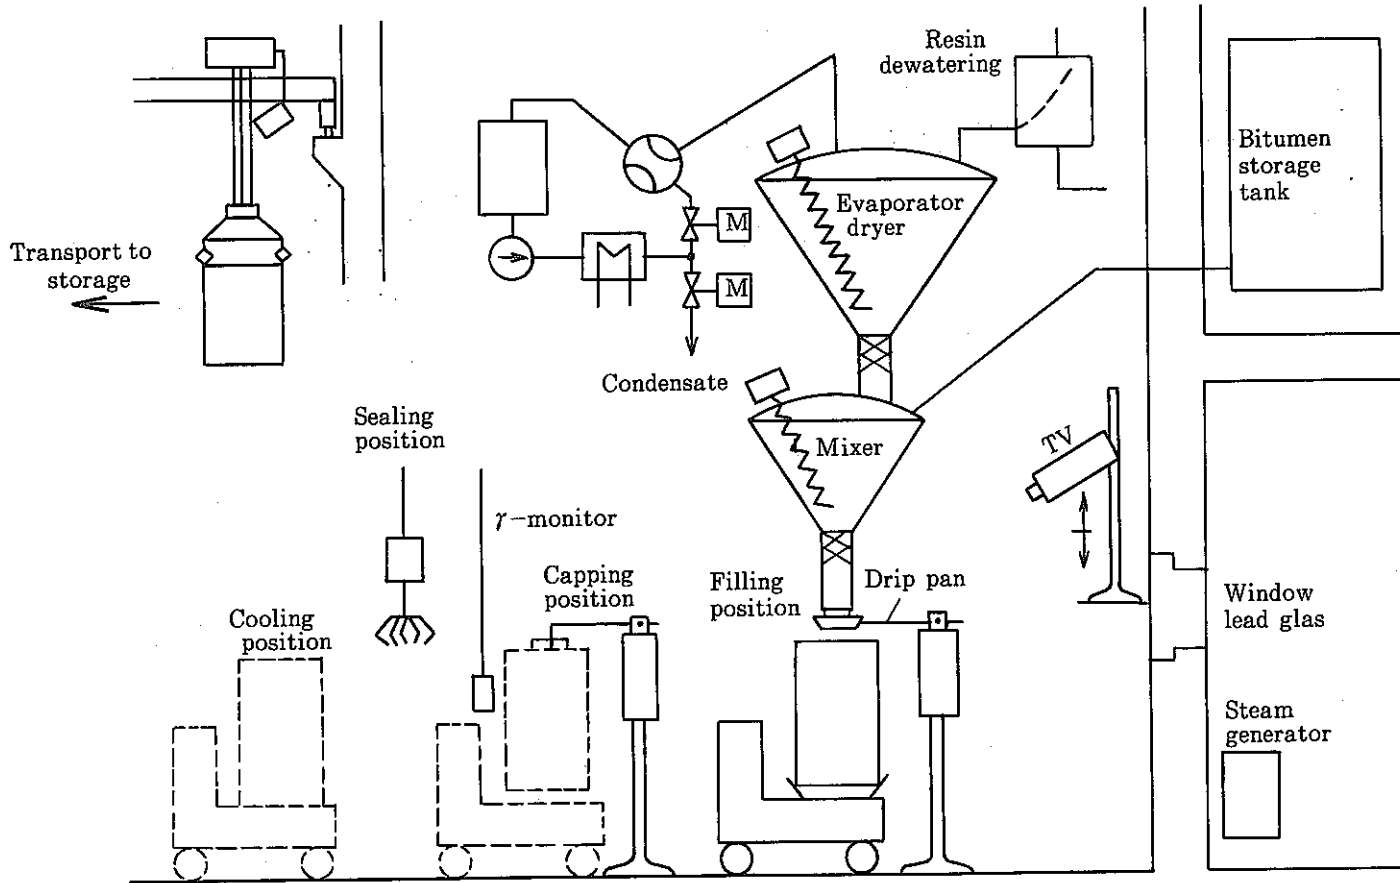 Resin
dewatering
Bitumen
storage
tank
Evaporator
dryer
M
Transport to
storage
M
Condensate
Sealing
position
TV
Mixer
γ-monitor
Capping
position
Filling
position
Drip pan
Window
lead glas
Cooling
position
Steam
generator